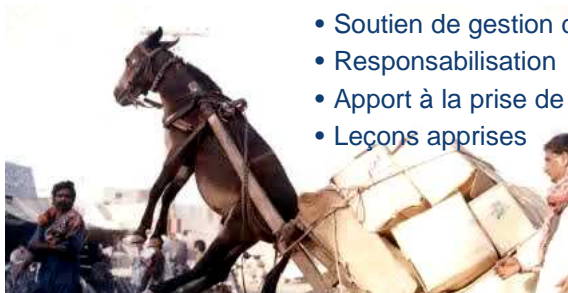 • Soutien de gestion
• Responsabilisation
• Apport à la prise de
• Leçons apprises